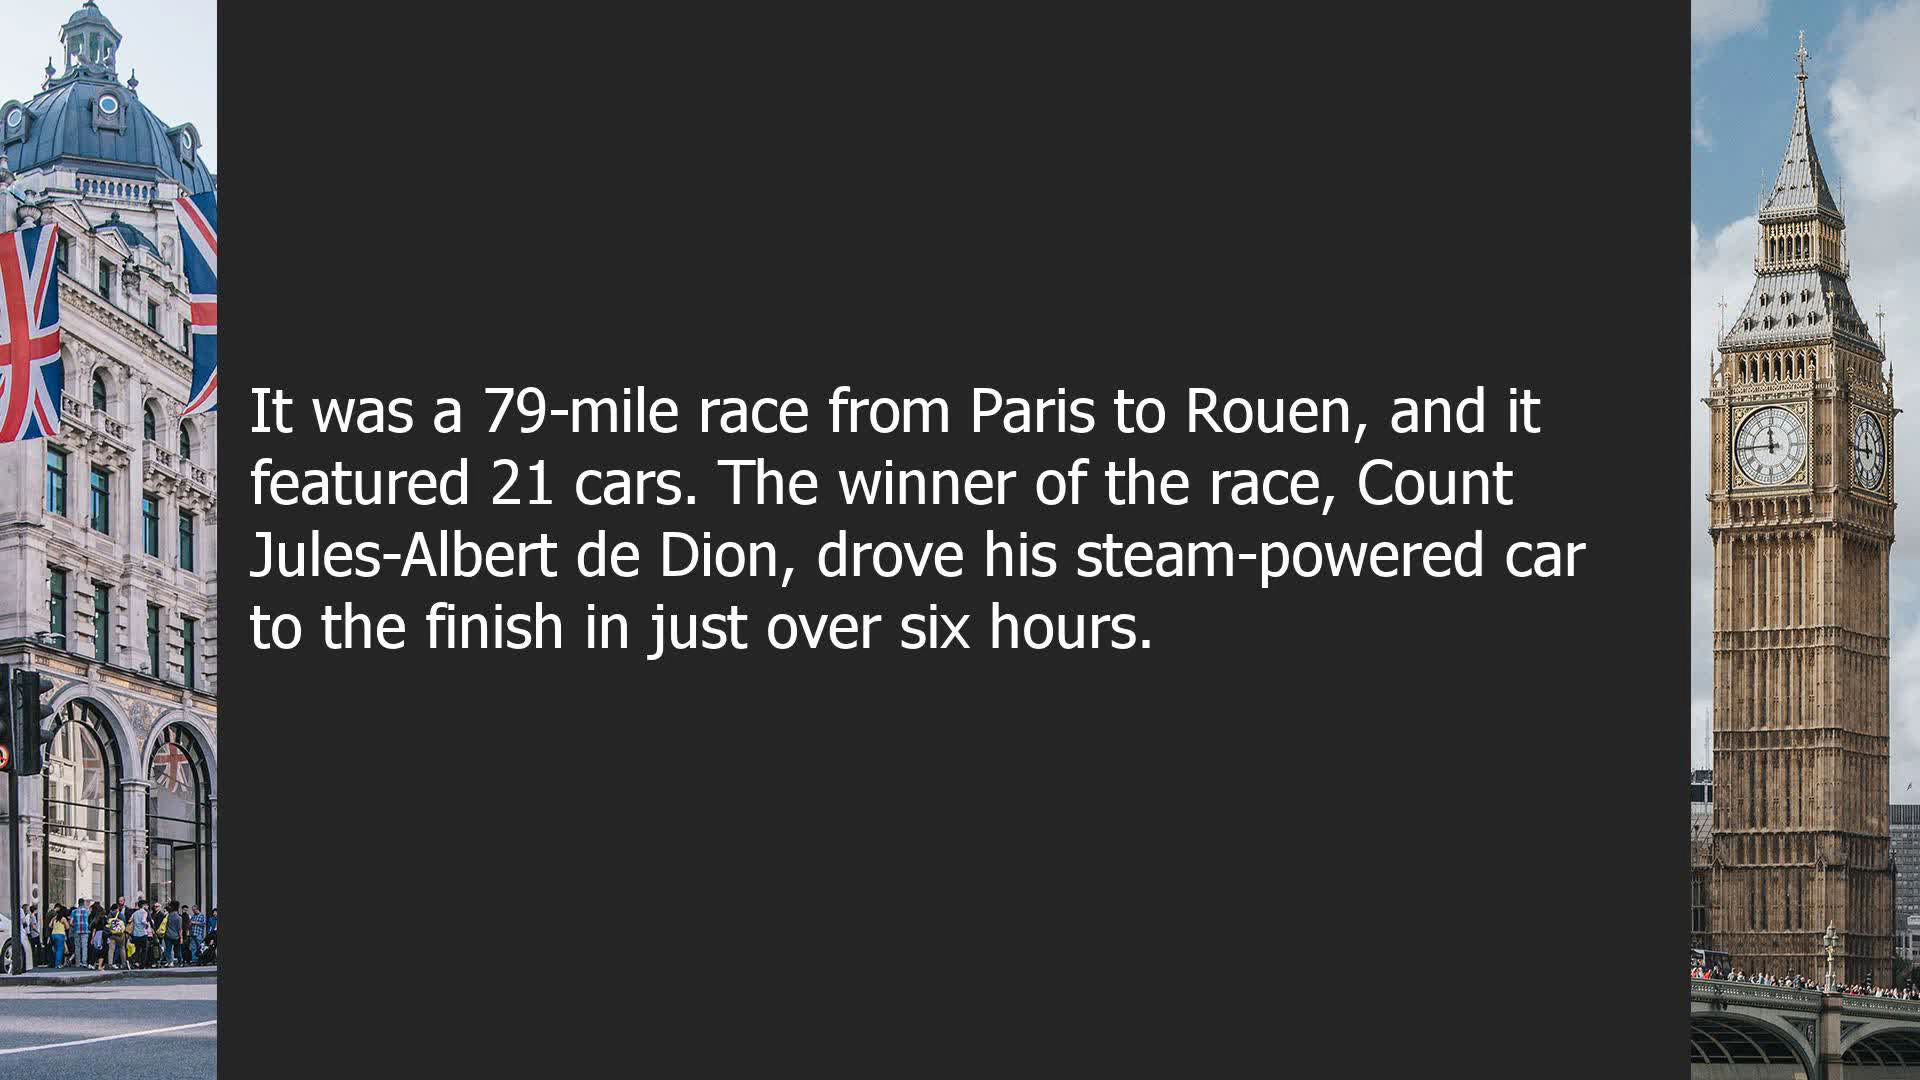 It was a 79-mile race from Paris to Rouen, and it
featured 21 cars. The winner of the race, Count
Jules-Albert de Dion, drove his steam-powered car
to the finish in just over six hours.